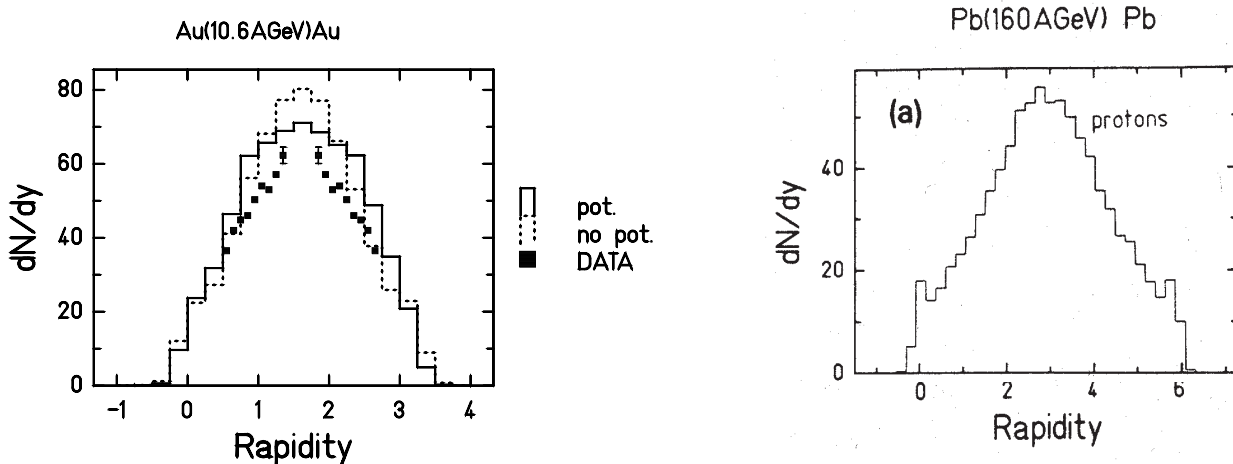 Au(10.6AGeV)Au
80
60
40
20
0
dN/dy
-1 0 1 2 3 4
Rapidity
pot.
no pot.
DATA
Pb(160AGeV) Pb
(a)
protons
40
20
0
dN/dy
0 2 4 6
Rapidity